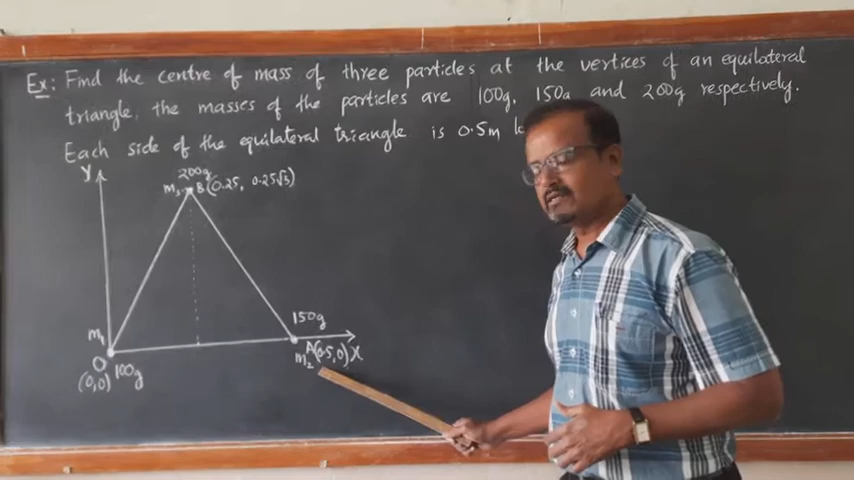 Ex: Find the centre of mass of three particles at the vertices of an equilateral
triangle, the masses of the particles are 100g, 150g and 200g respectively.
Each side of the equilateral triangle is 0.5m
Y
200g
m₃ B(0.25, 0.25√3)
150g
m₁
A(0.5,0) X
m₂
O 100g
(0,0)